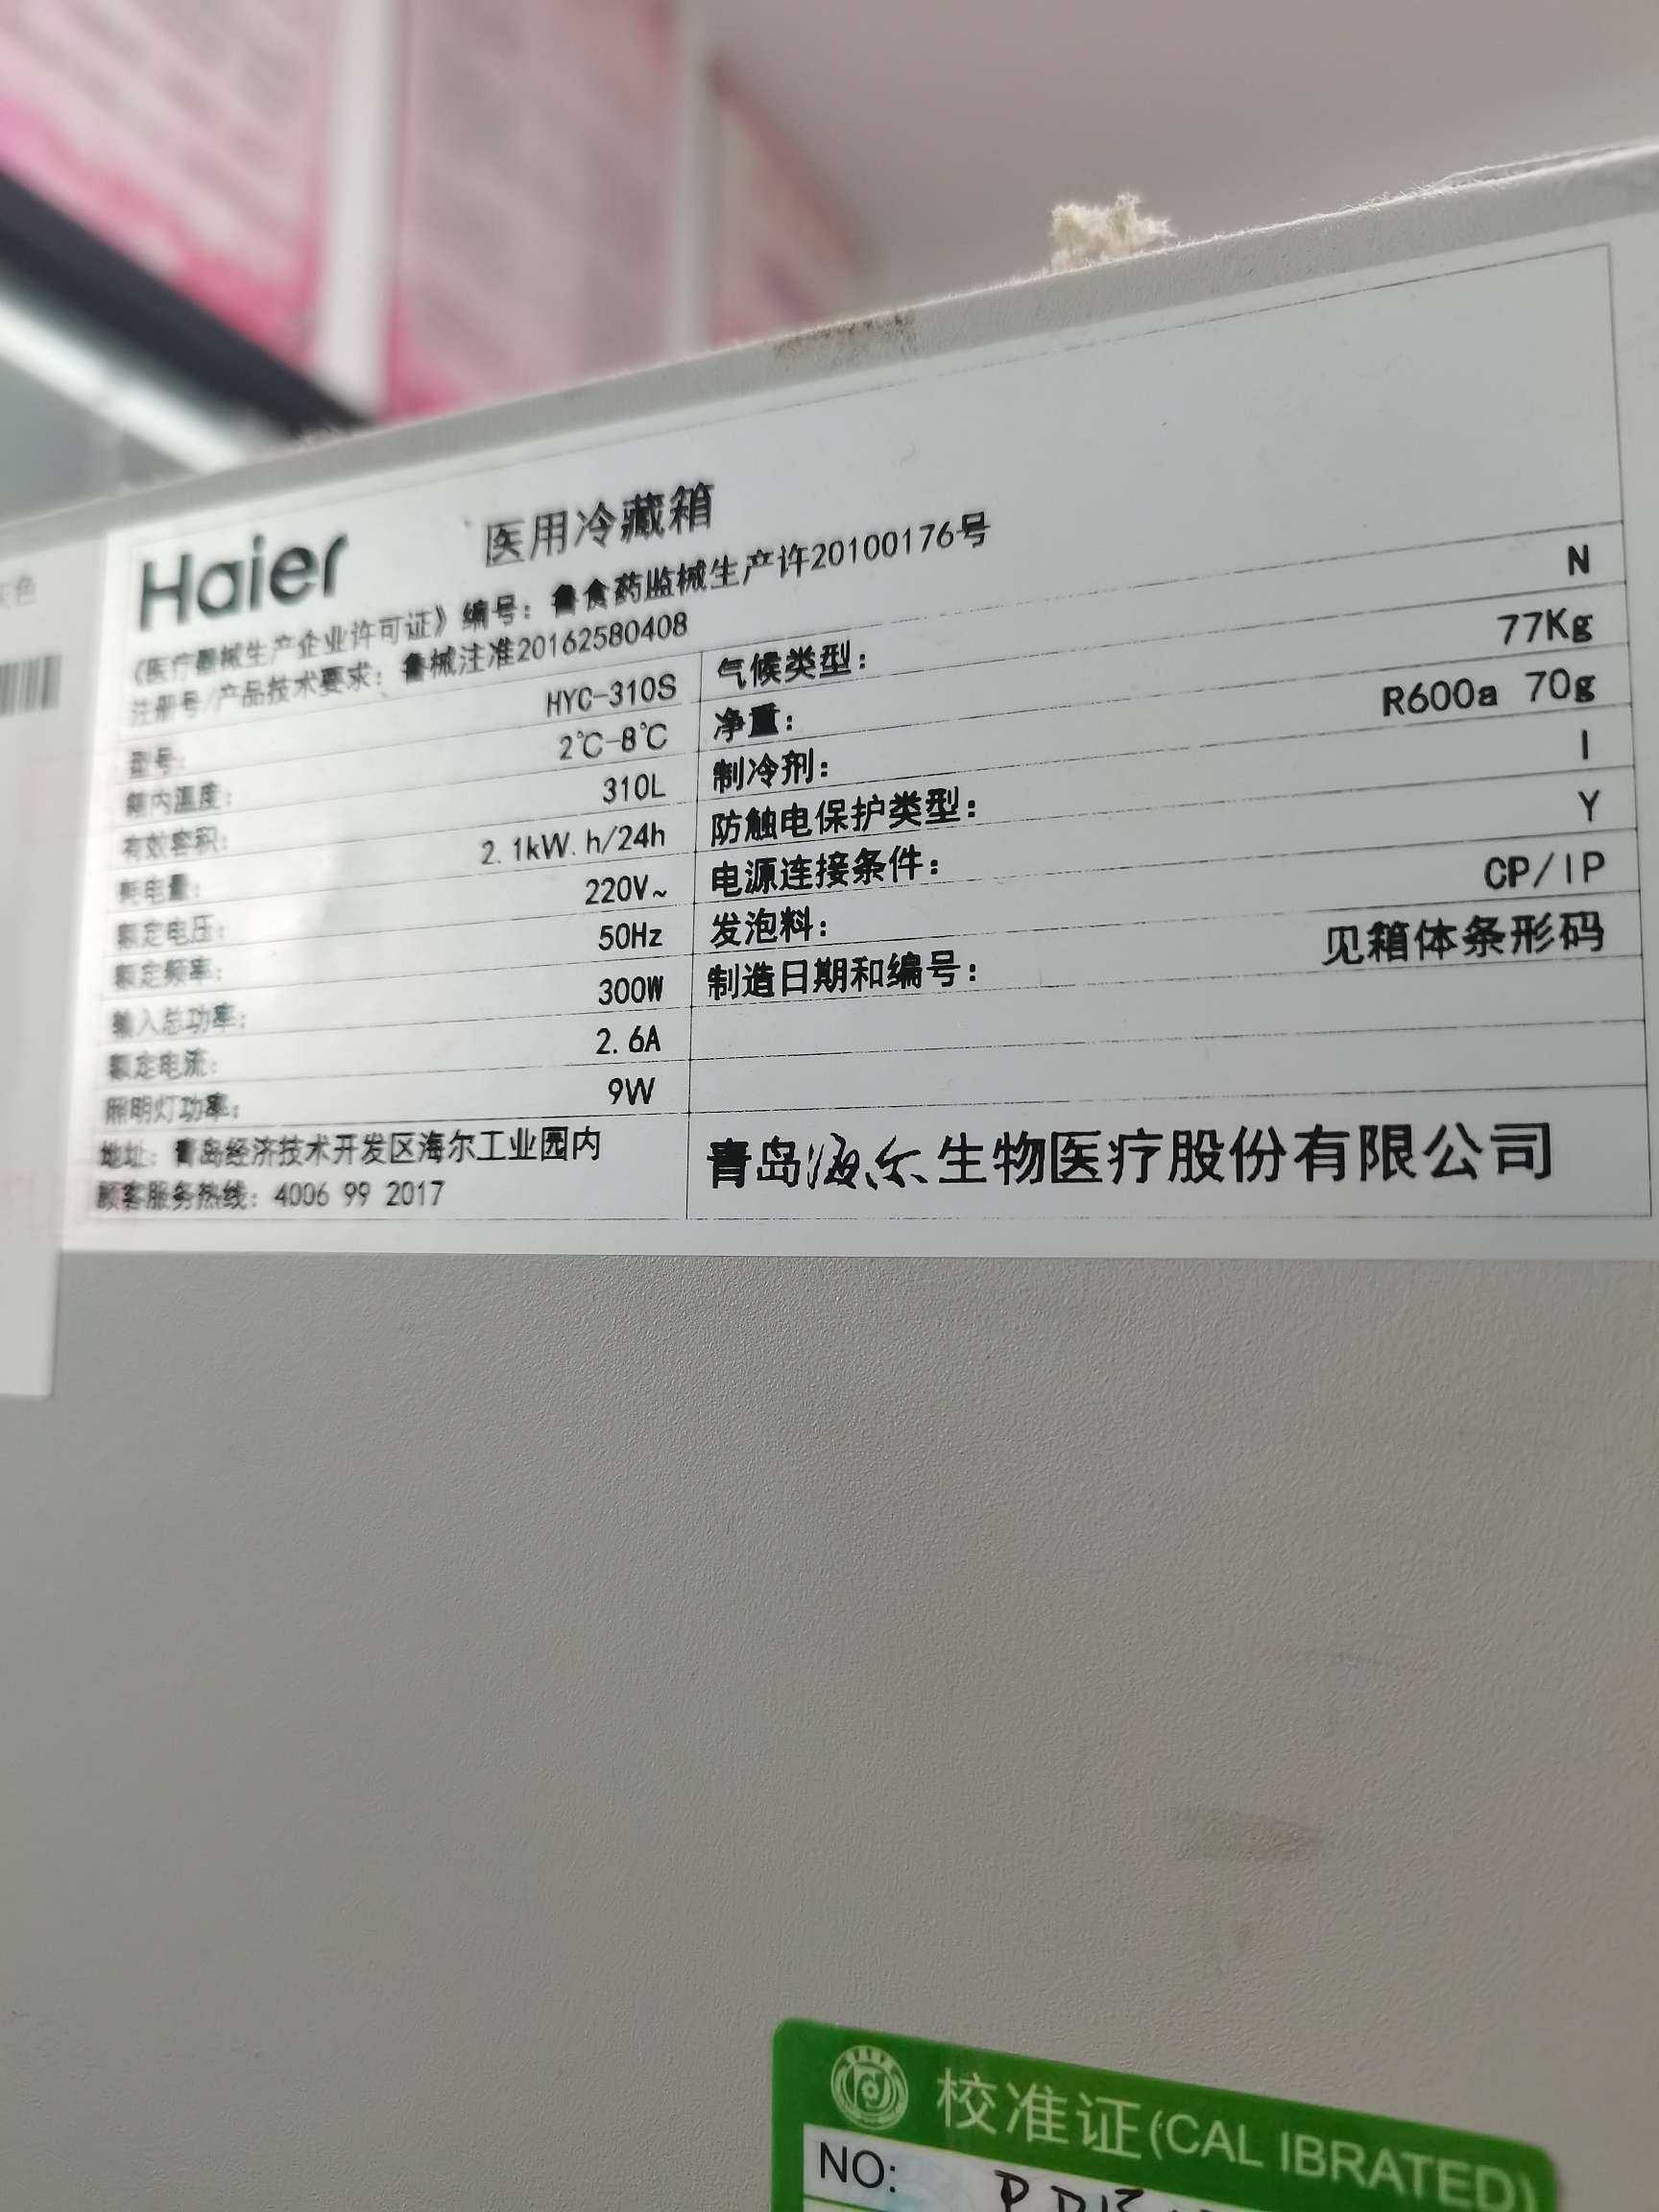 灰色
Haier
医用冷藏箱
《医疗器械生产企业许可证》编号：鲁食药监械生产许20100176号
注册号/产品技术要求：鲁械注准20162580408
型号： HYC-310S
箱内温度： 2℃-8℃
有效容积： 310L
耗电量： 2.1kW.h/24h
额定电压： 220V~
额定频率： 50Hz
输入总功率： 300W
额定电流： 2.6A
照明灯功率： 9W
气候类型： N
净重： 77Kg
制冷剂： R600a 70g
防触电保护类型： I
电源连接条件： Y
发泡料： CP/IP
制造日期和编号： 见箱体条形码
地址：青岛经济技术开发区海尔工业园内
顾客服务热线：4006 99 2017
青岛海尔生物医疗股份有限公司
校准证(CAL IBRATED)
NO: